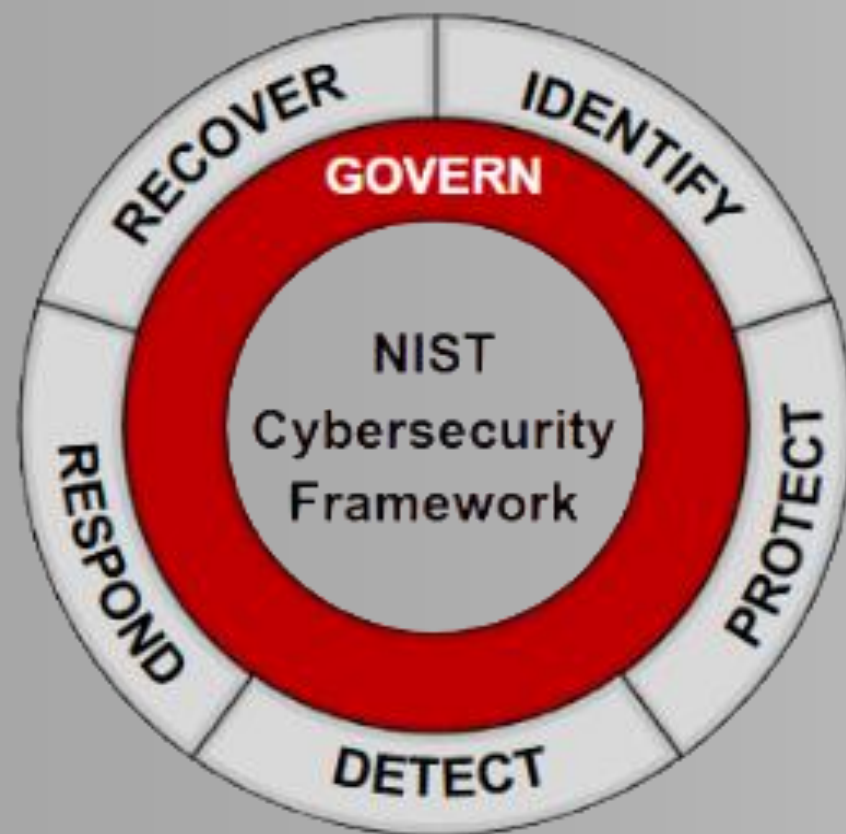 RECOVER
IDENTIFY
GOVERN
NIST
Cybersecurity
Framework
RESPOND
PROTECT
DETECT